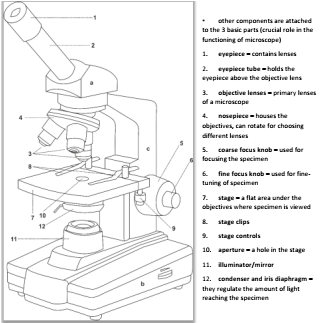 1
2
a
4
3
8
7
10
12
11
c
5
6
9
b
• other components are attached
to the 3 basic parts (crucial role in the
functioning of microscope)
1. eyepiece = contains lenses
2. eyepiece tube = holds the
eyepiece above the objective lens
3. objective lenses = primary lenses
of a microscope
4. nosepiece = houses the
objectives, can rotate for choosing
different lenses
5. coarse focus knob = used for
focusing the specimen
6. fine focus knob = used for fine-
tuning of specimen
7. stage = a flat area under the
objectives where specimen is viewed
8. stage clips
9. stage controls
10. aperture = a hole in the stage
11. illuminator/mirror
12. condenser and iris diaphragm =
they regulate the amount of light
reaching the specimen